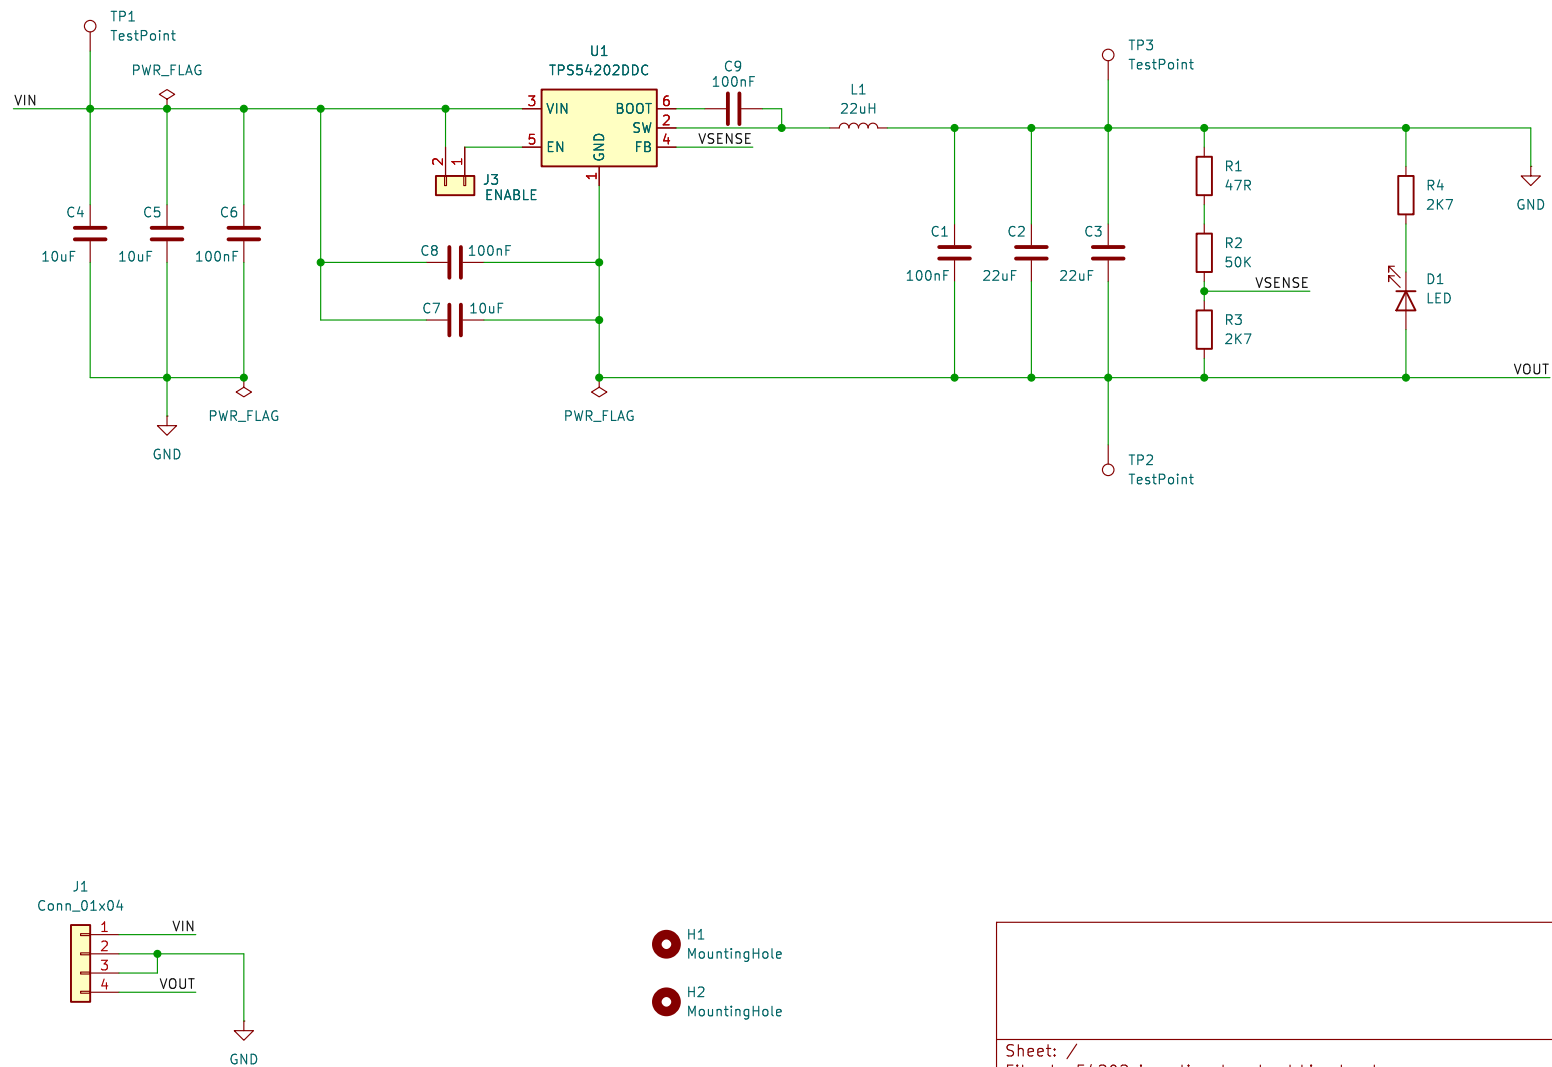 TP1
TestPoint
PWR_FLAG
VIN
U1
TPS54202DDC
3
VIN
5
EN
GND
1
BOOT
6
SW
2
FB
4
VSENSE
C9
100nF
L1
22uH
TP3
TestPoint
2
1
J3
ENABLE
C4
10uF
C5
10uF
C6
100nF
C8
100nF
C7
10uF
C1
100nF
C2
22uF
C3
22uF
R1
47R
R2
50K
VSENSE
R3
2K7
R4
2K7
D1
LED
GND
VOUT
PWR_FLAG
GND
PWR_FLAG
TP2
TestPoint
J1
Conn_01x04
1
VIN
2
3
4
VOUT
GND
H1
MountingHole
H2
MountingHole
Sheet: /